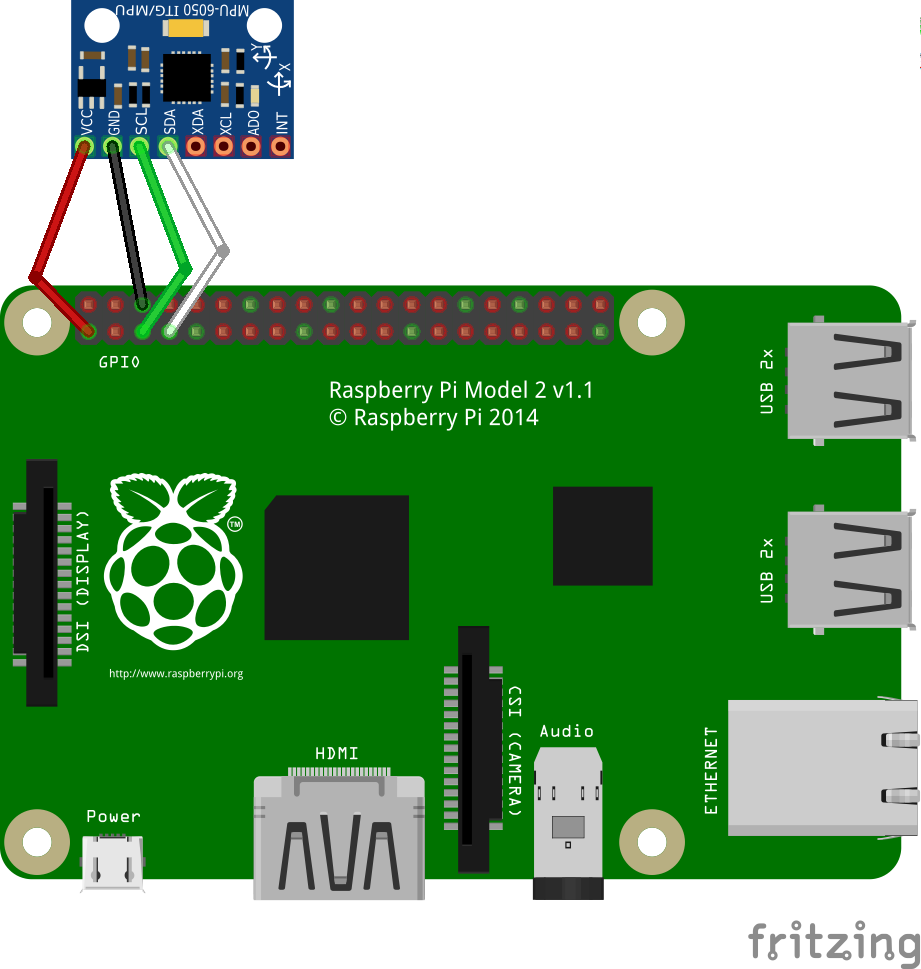 MPU-6050 ITG/MPU
Y
X
VCC
GND
SCL
SDA
XDA
XCL
ADO
INT
GPIO
Raspberry Pi Model 2 v1.1
© Raspberry Pi 2014
USB 2x
USB 2x
DSI (DISPLAY)
TM
http://www.raspberrypi.org
CSI (CAMERA)
Audio
HDMI
ETHERNET
Power
fritzing